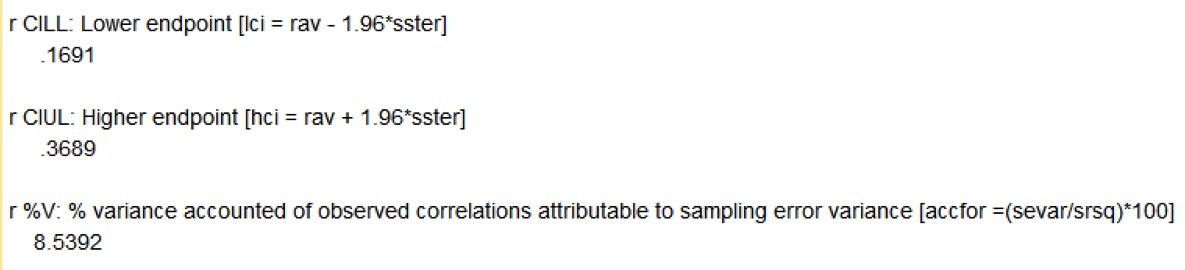 r CILL: Lower endpoint [lci = rav - 1.96*sster]
.1691
r CIUL: Higher endpoint [hci = rav + 1.96*sster]
.3689
r %V: % variance accounted of observed correlations attributable to sampling error variance [accfor =(sevar/srsq)*100]
8.5392